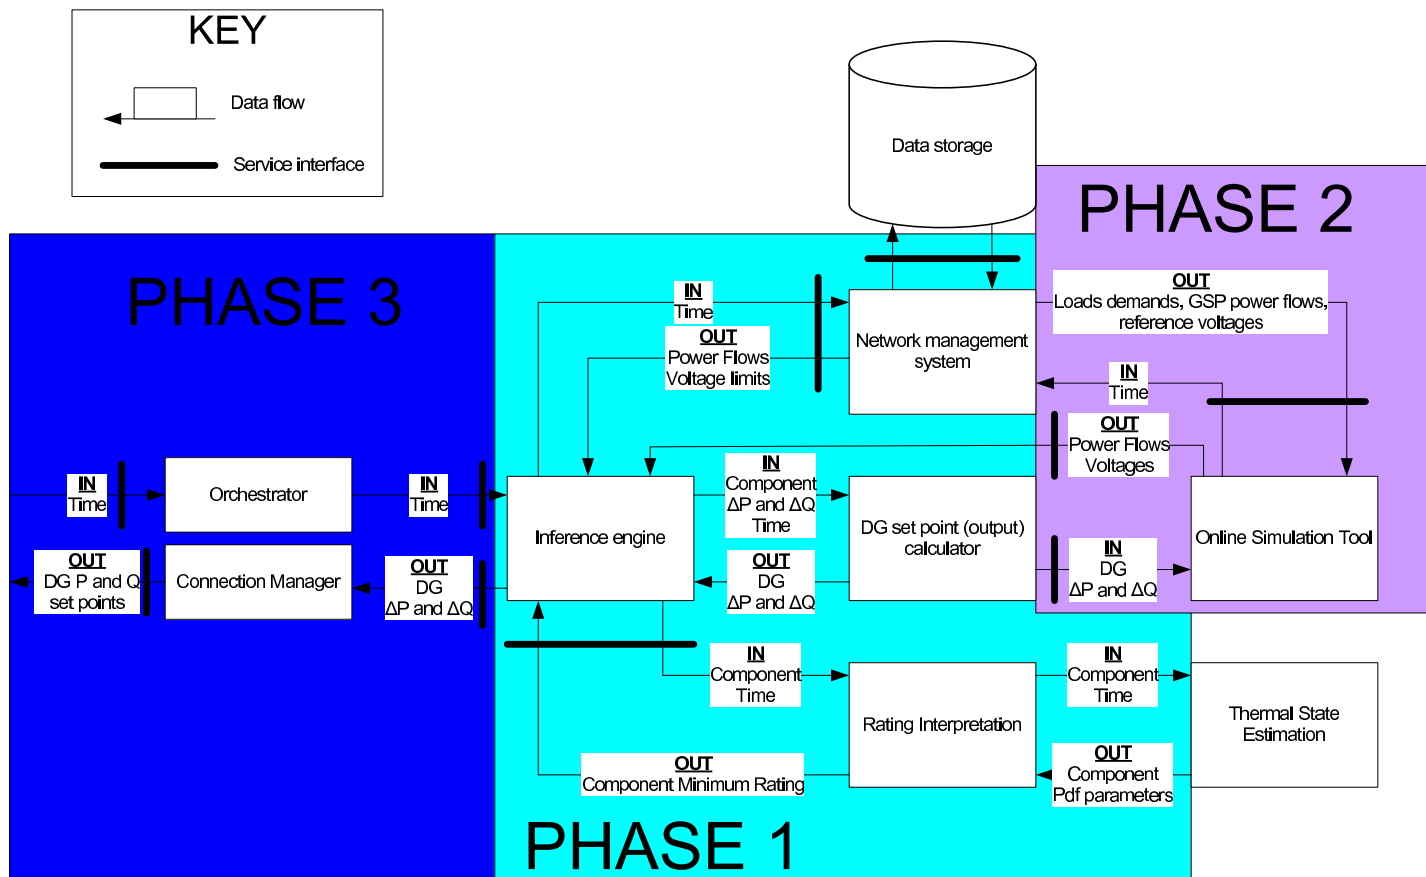 KEY
Data flow
Service interface
Data storage
PHASE 2
PHASE 3
IN
Time
OUT
Power Flows
Voltage limits
Network management
system
OUT
Loads demands, GSP power flows,
reference voltages
IN
Time
OUT
Power Flows
Voltages
IN
Time
Orchestrator
IN
Time
Inference engine
IN
Component
ΔP and ΔQ
Time
DG set point (output)
calculator
Online Simulation Tool
OUT
DG P and Q
set points
Connection Manager
OUT
DG
ΔP and ΔQ
OUT
DG
ΔP and ΔQ
IN
DG
ΔP and ΔQ
IN
Component
Time
Rating Interpretation
IN
Component
Time
Thermal State
Estimation
OUT
Component Minimum Rating
OUT
Component
Pdf parameters
PHASE 1